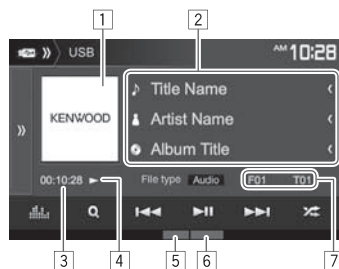 1 2
USB AM 10:28
KENWOOD
Title Name
Artist Name
Album Title
00:10:28 File type Audio F01 T01
3 4 5 6 7